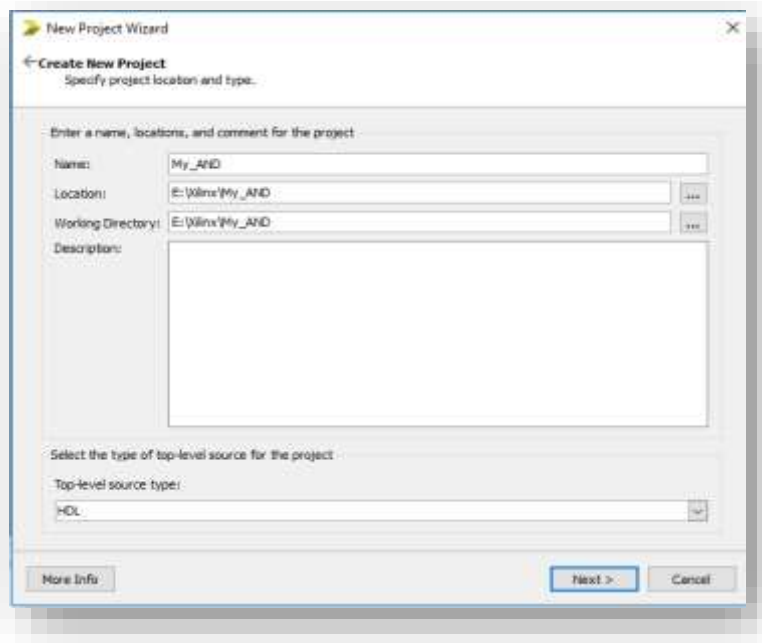 New Project Wizard
Create New Project
Specify project location and type.
Enter a name, locations, and comment for the project
Name: My_AND
Location: E:\Xilinx\My_AND ...
Working Directory: E:\Xilinx\My_AND ...
Description:
Select the type of top-level source for the project
Top-level source type:
HDL
More Info Next > Cancel